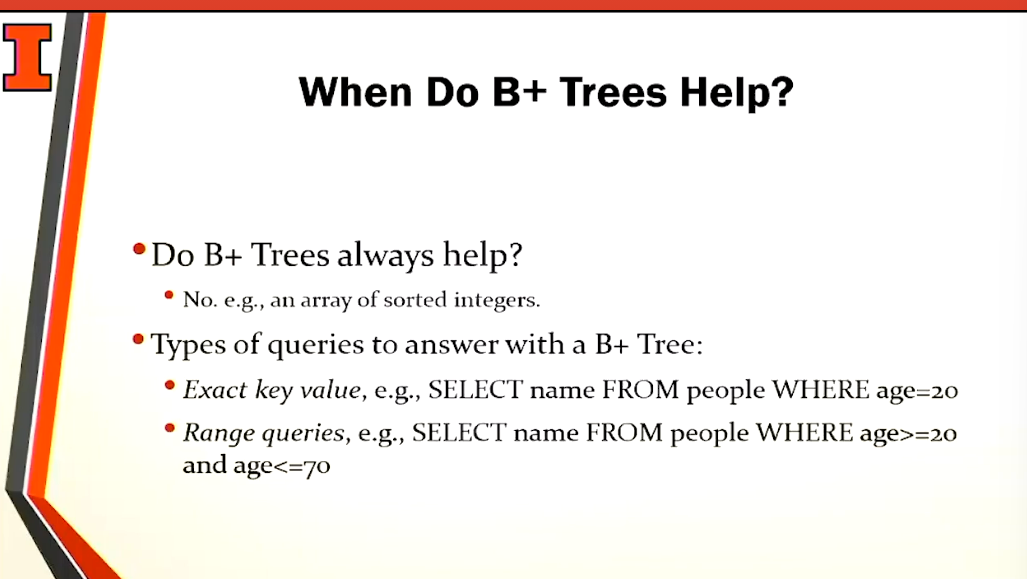 I
When Do B+ Trees Help?
•Do B+ Trees always help?
• No. e.g., an array of sorted integers.
•Types of queries to answer with a B+ Tree:
• Exact key value, e.g., SELECT name FROM people WHERE age=20
• Range queries, e.g., SELECT name FROM people WHERE age>=20
and age<=70